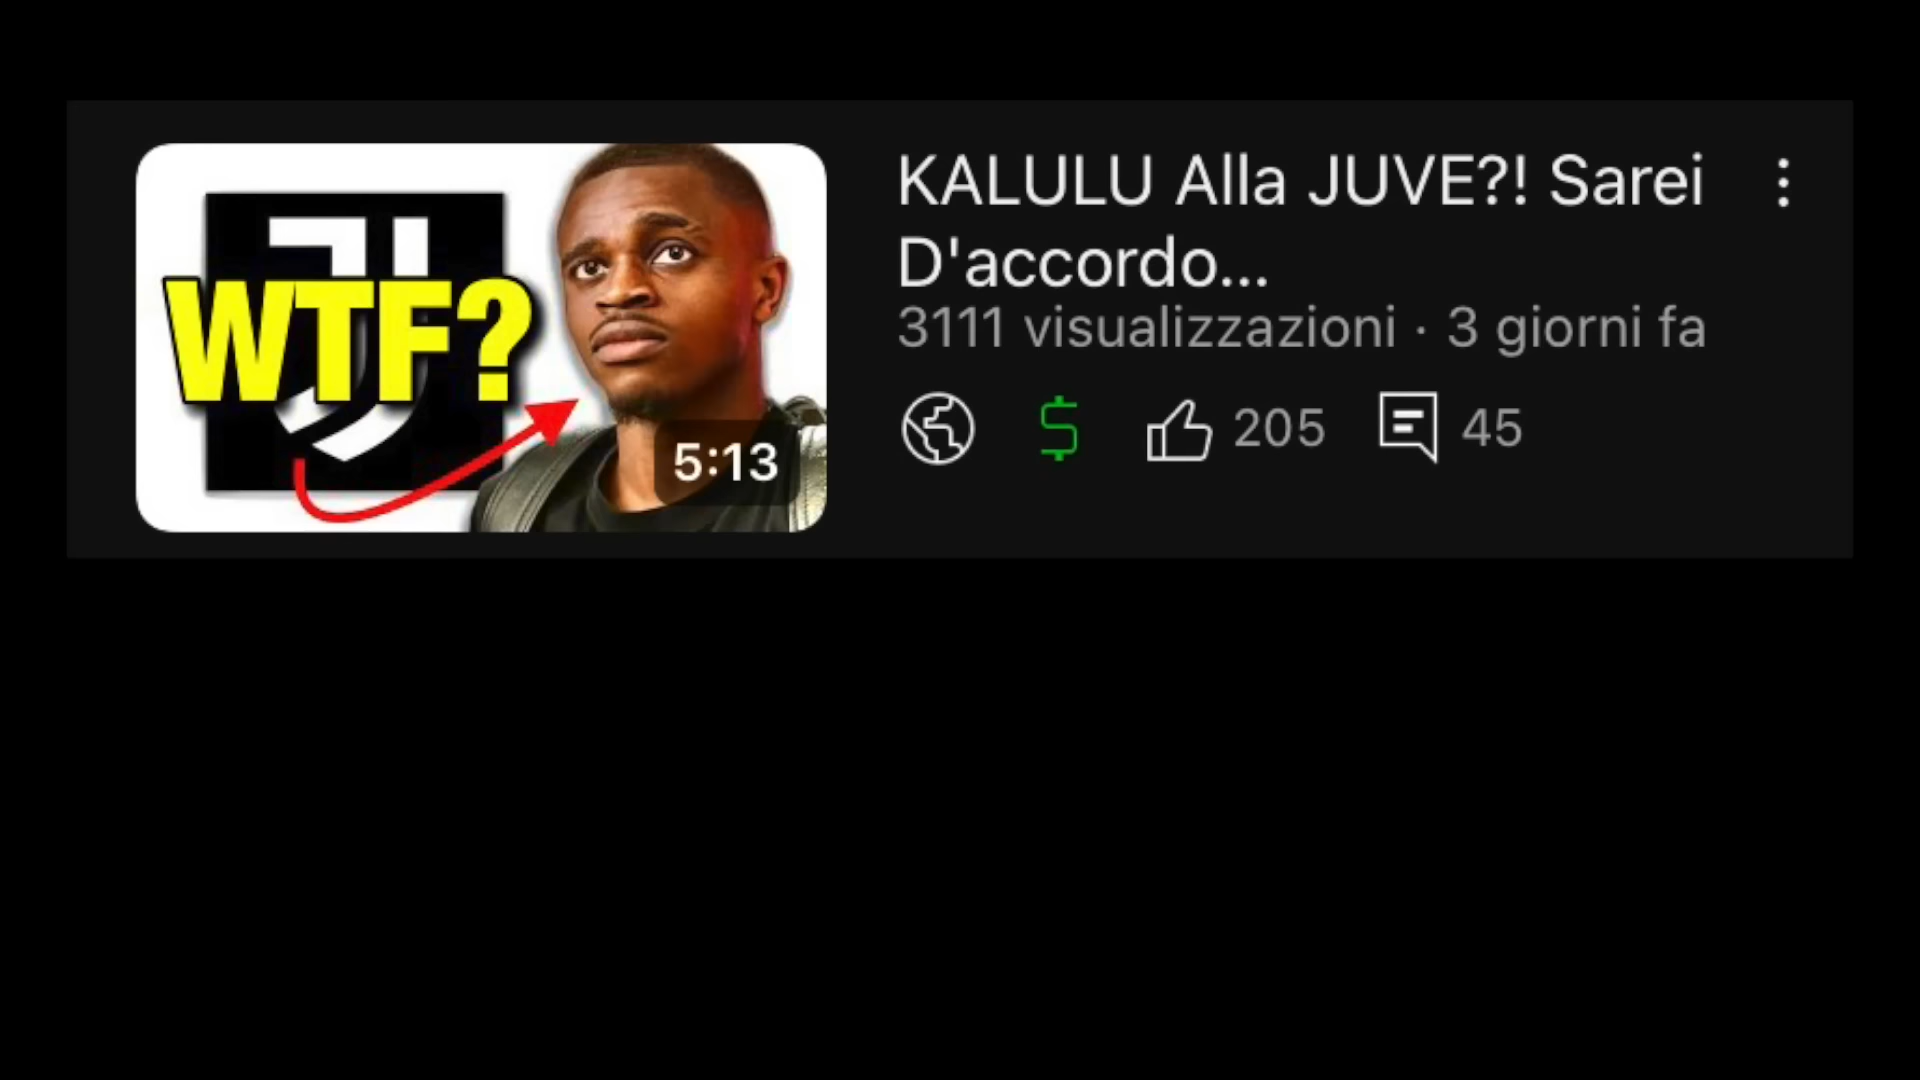 WTF?
5:13
KALULU Alla JUVE?! Sarei
D'accordo...
3111 visualizzazioni · 3 giorni fa
205
45